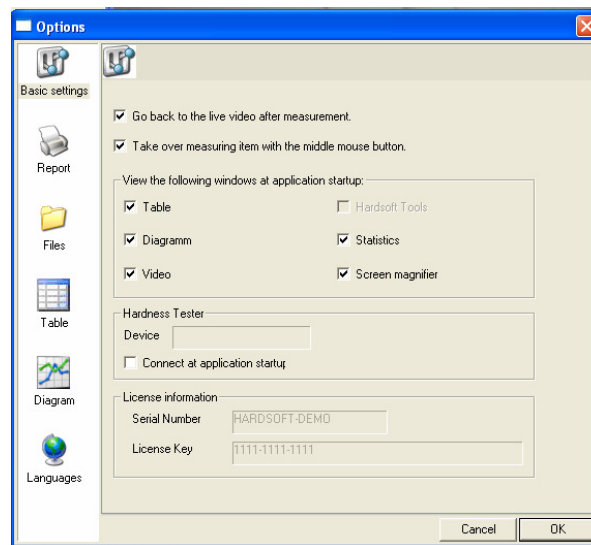 Options
Basic settings
Report
Files
Table
Diagram
Languages
Go back to the live video after measurement.
Take over measuring item with the middle mouse button.
View the following windows at application startup:
Table
Hardsoft Tools
Diagramm
Statistics
Video
Screen magnifier
Hardness Tester
Device
Connect at application startup
License information
Serial Number
HARDSOFT-DEMO
License Key
1111-1111-1111
Cancel
OK